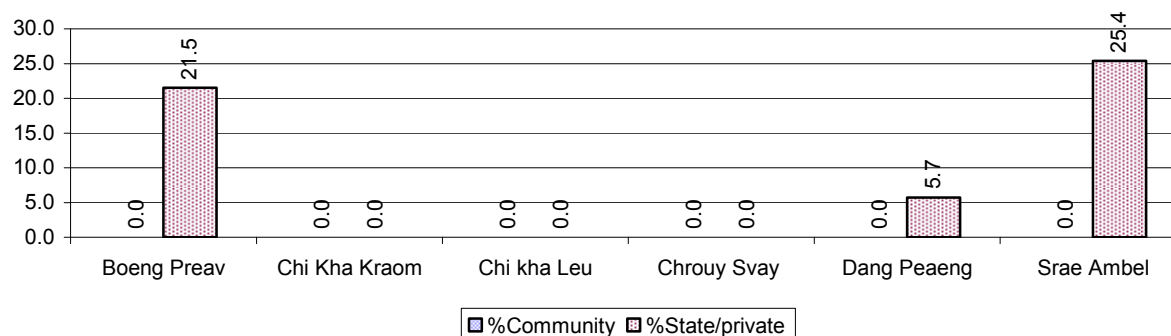 30.0
25.0
20.0
15.0
10.0
5.0
0.0
0.0 21.5 0.0 0.0 0.0 0.0 0.0 0.0 0.0 5.7 0.0 25.4
Boeng Preav Chi Kha Kraom Chi kha Leu Chrouy Svay Dang Peaeng Srae Ambel
%Community %State/private